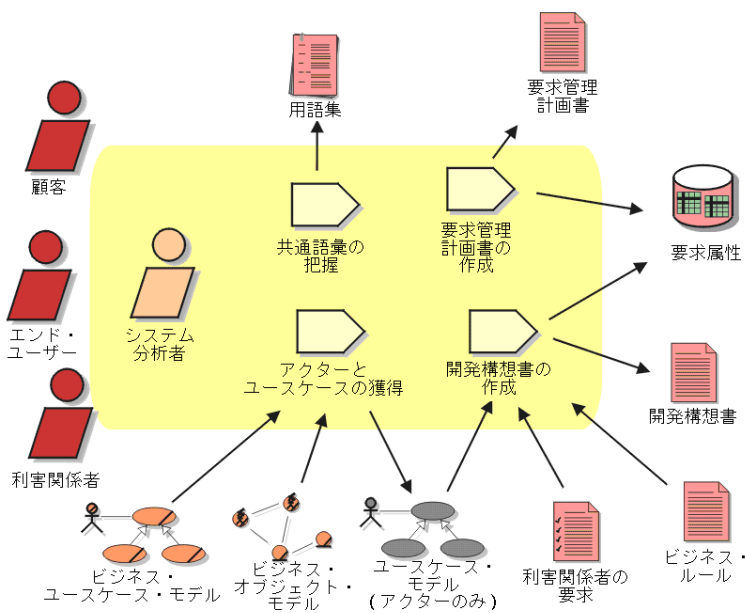 用語集
要求管理
計画書
顧客
共通語彙の
把握
要求管理
計画書の
作成
要求属性
エンド・
ユーザー
システム
分析者
アクターと
ユースケースの獲得
開発構想書の
作成
開発構想書
利害関係者
ビジネス・
ユースケース・モデル
ビジネス・
オブジェクト・
モデル
ユースケース・
モデル
(アクターのみ)
利害関係者の
要求
ビジネス・
ルール